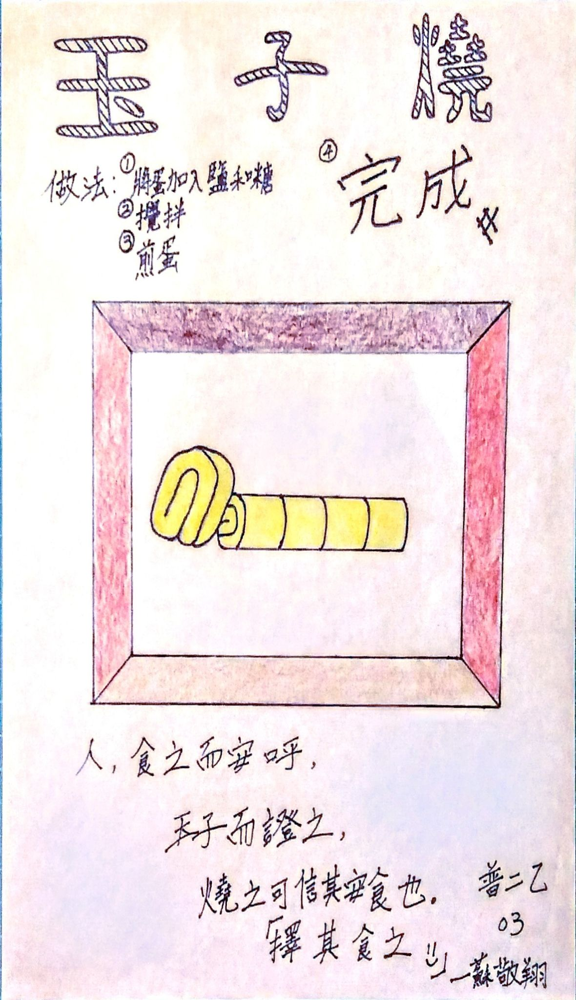 玉子燒
做法:①將蛋加入鹽和糖
②攪拌
③煎蛋
④完成
人,食之而安呼,
玉子而證之,
燒之可信其安食也.
「擇其食之 」
普二乙
03
—蘇敬翔